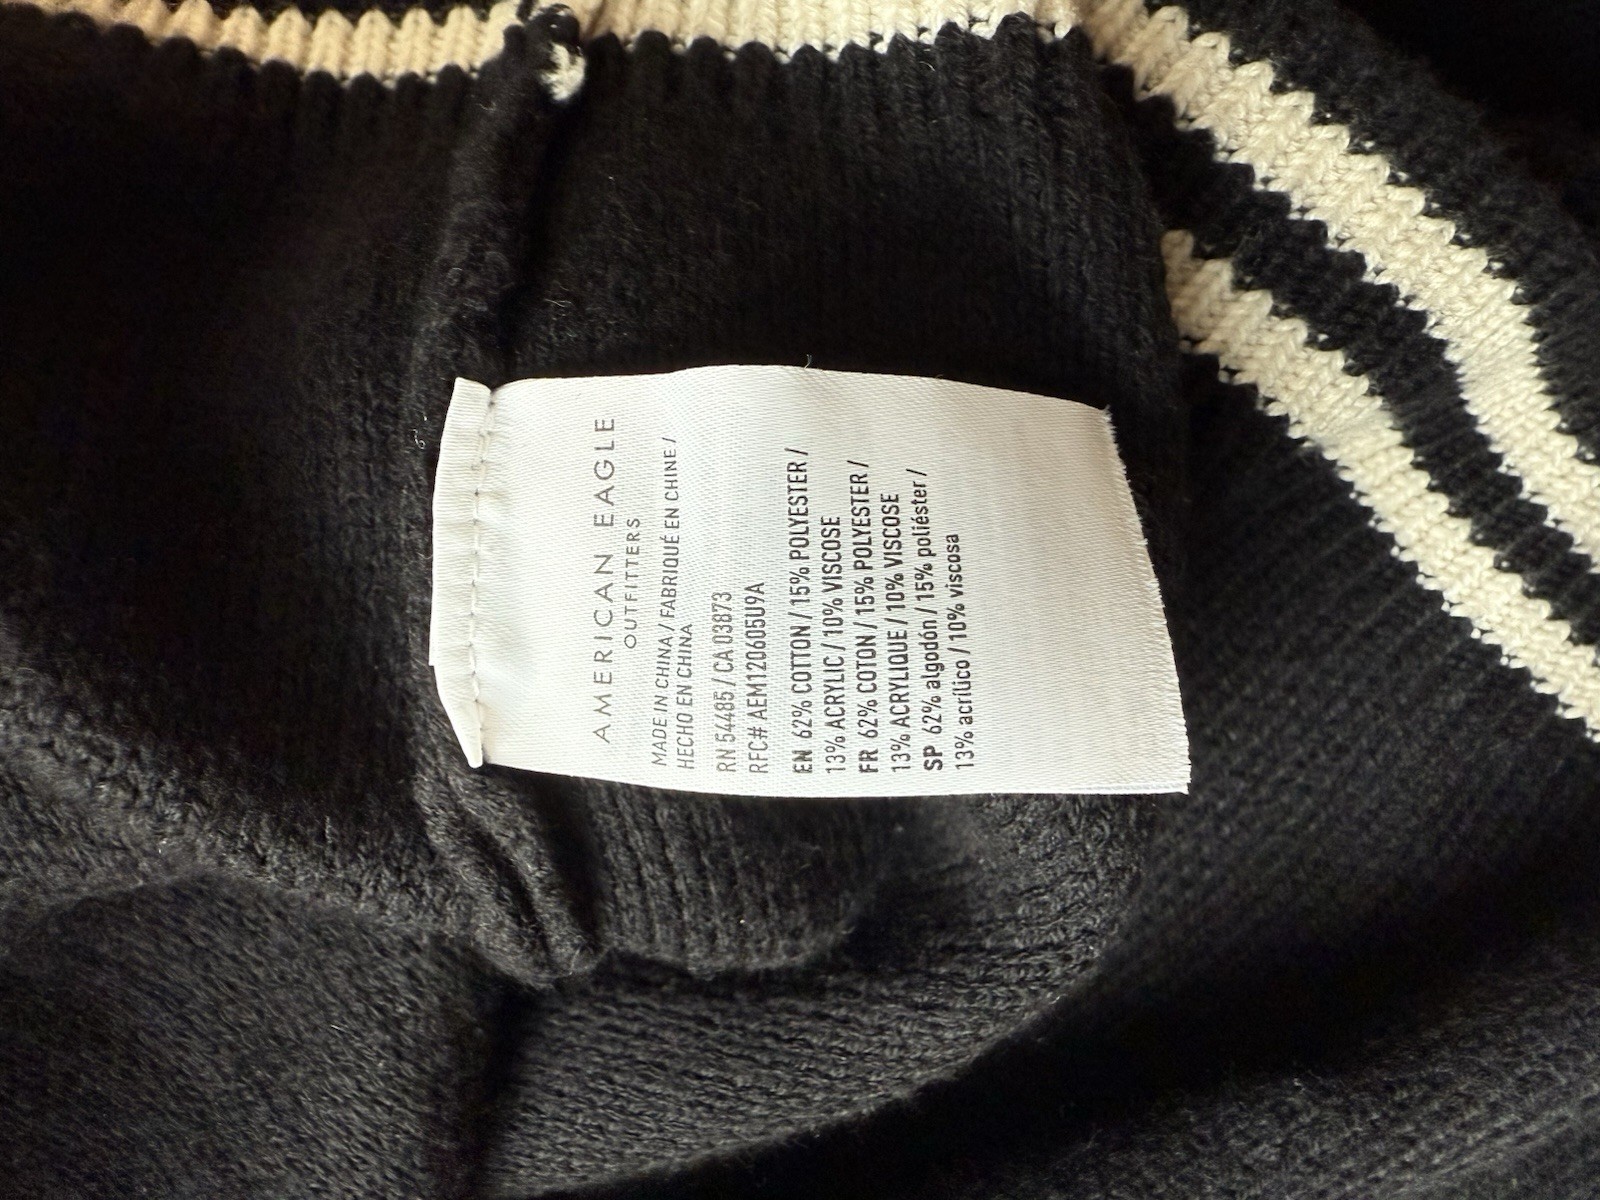 AMERICAN EAGLE
OUTFITTERS
MADE IN CHINA / FABRIQUÉ EN CHINE /
HECHO EN CHINA
RN 54485 / CA 03873
RFC# AEM120605U9A
EN 62% COTTON / 15% POLYESTER /
13% ACRYLIC / 10% VISCOSE
FR 62% COTON / 15% POLYESTER /
13% ACRYLIQUE / 10% VISCOSE
SP 62% algodón / 15% poliéster /
13% acrílico / 10% viscosa